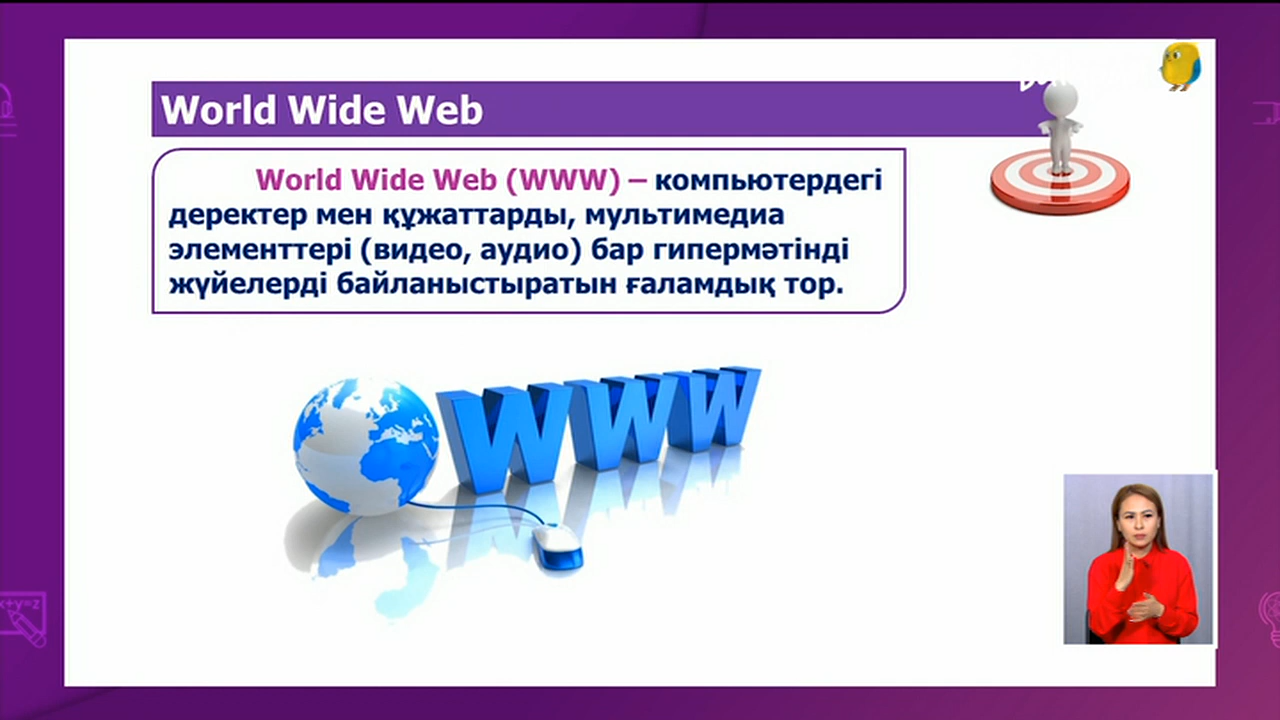 World Wide Web
World Wide Web (WWW) – компьютердегі
деректер мен құжаттарды, мультимедиа
элементтері (видео, аудио) бар гипермәтінді
жүйелерді байланыстыратын ғаламдық тор.
WWW
x+y=z